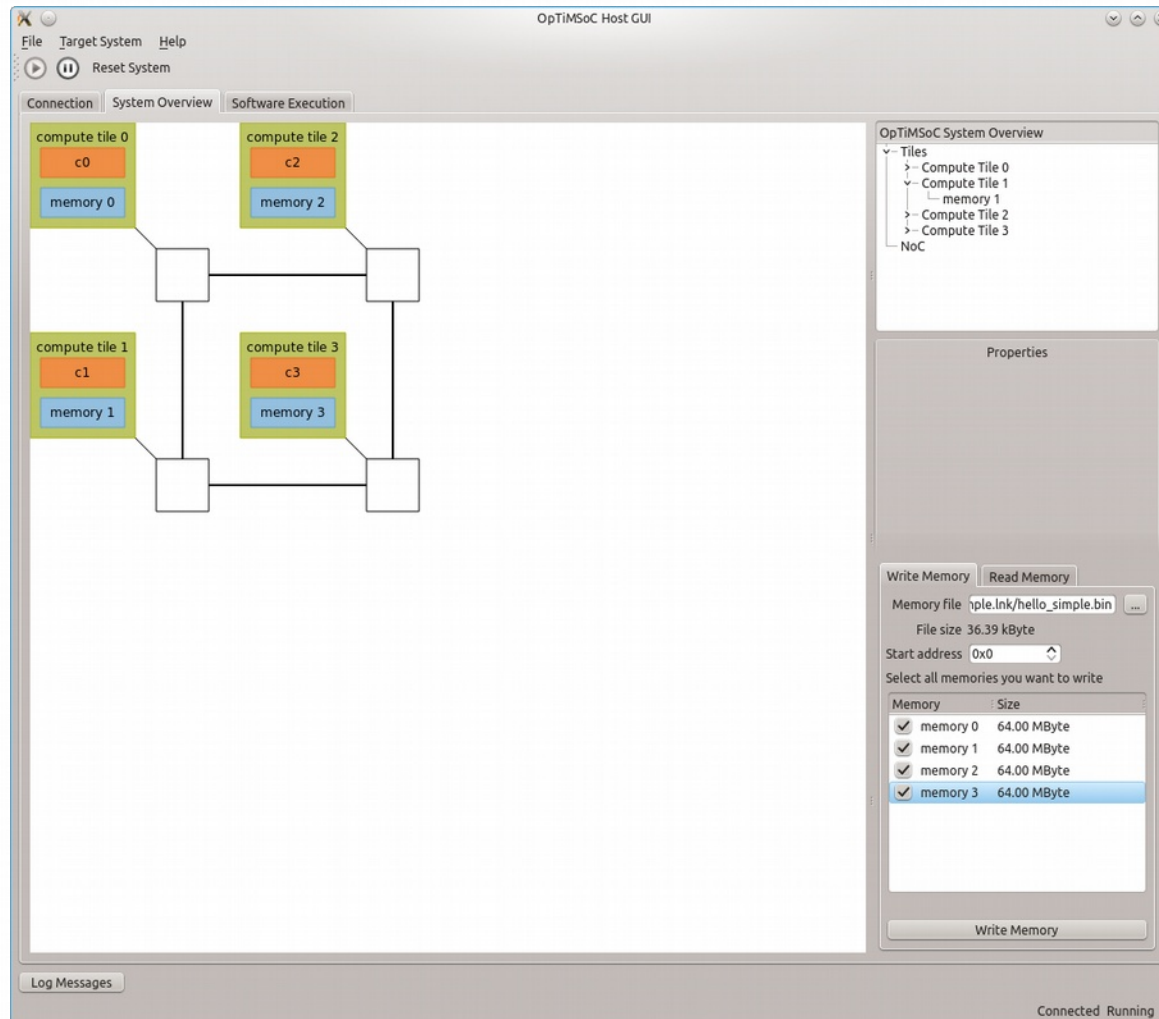 OpTiMSoC Host GUI
File Target System Help
Reset System
Connection System Overview Software Execution
compute tile 0
c0
memory 0
compute tile 2
c2
memory 2
compute tile 1
c1
memory 1
compute tile 3
c3
memory 3
OpTiMSoC System Overview
Tiles
Compute Tile 0
Compute Tile 1
memory 1
Compute Tile 2
Compute Tile 3
NoC
Properties
Write Memory Read Memory
Memory file nple.lnk/hello_simple.bin ...
File size 36.39 kByte
Start address 0x0
Select all memories you want to write
Memory Size
memory 0 64.00 MByte
memory 1 64.00 MByte
memory 2 64.00 MByte
memory 3 64.00 MByte
Write Memory
Log Messages
Connected Running